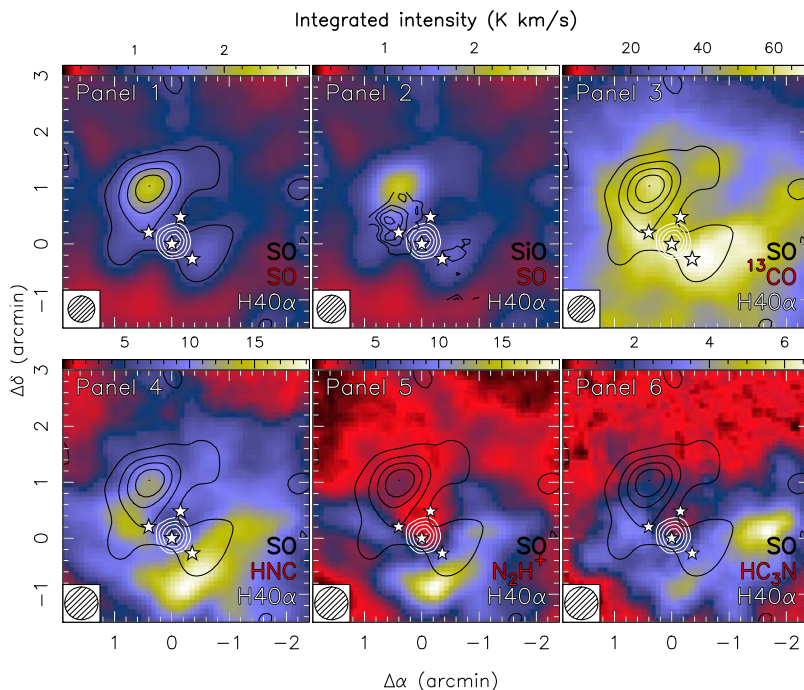 Integrated intensity (K km/s)
1 2 1 2 20 40 60
3 Panel 1 Panel 2 Panel 3
2
1
0
−1
SO SiO SO
SO SO ¹³CO
H40α H40α H40α
5 10 15 5 10 15 2 4 6
3 Panel 4 Panel 5 Panel 6
2
1
0
−1
SO SO SO
HNC N₂H⁺ HC₃N
H40α H40α H40α
1 0 −1 −2 1 0 −1 −2 1 0 −1 −2
Δδ (arcmin)
Δδ (arcmin)
Δα (arcmin)